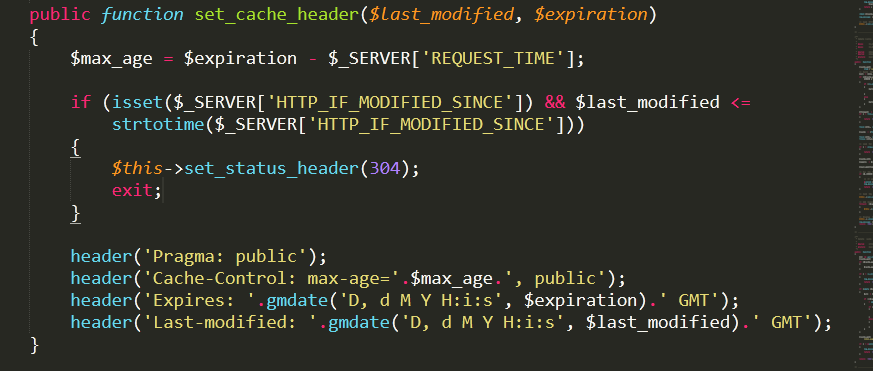 public function set_cache_header($last_modified, $expiration)
{
$max_age = $expiration - $_SERVER['REQUEST_TIME'];
if (isset($_SERVER['HTTP_IF_MODIFIED_SINCE']) && $last_modified <=
strtotime($_SERVER['HTTP_IF_MODIFIED_SINCE']))
{
$this->set_status_header(304);
exit;
}
header('Pragma: public');
header('Cache-Control: max-age='.$max_age.', public');
header('Expires: '.gmdate('D, d M Y H:i:s', $expiration).' GMT');
header('Last-modified: '.gmdate('D, d M Y H:i:s', $last_modified).' GMT');
}